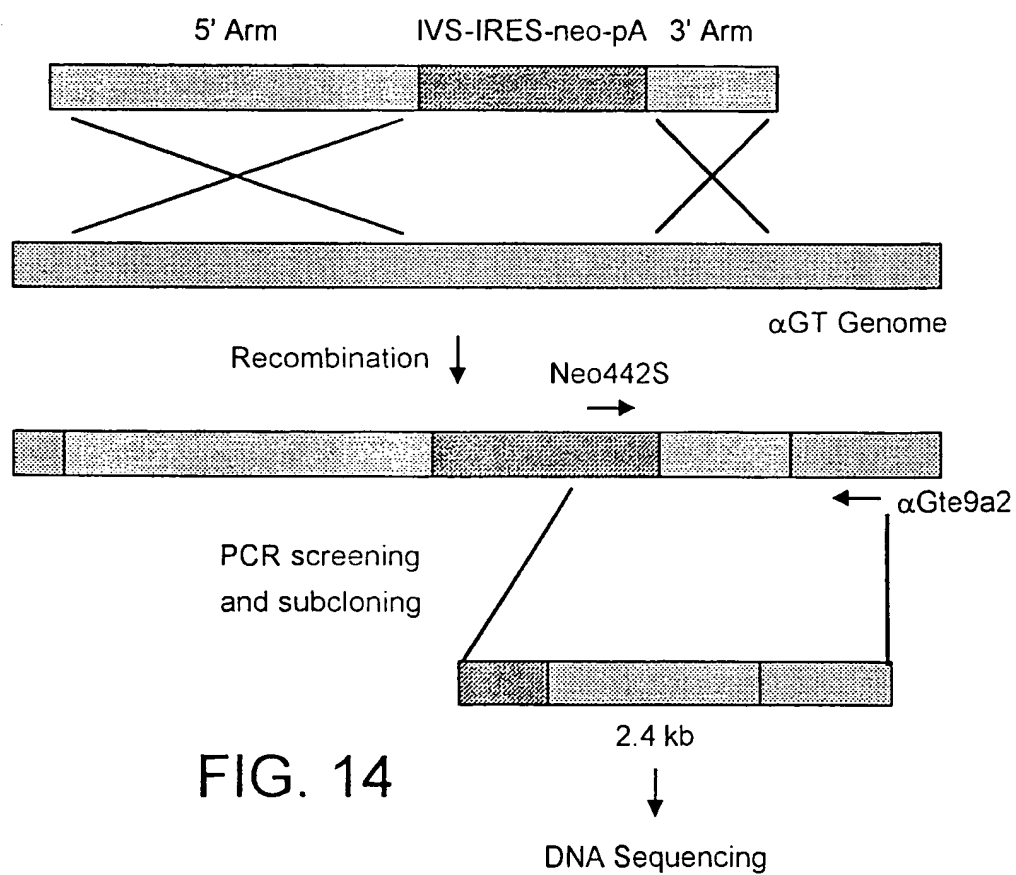 5' Arm IVS-IRES-neo-pA 3' Arm
αGT Genome
Recombination
Neo442S
αGte9a2
PCR screening
and subcloning
2.4 kb
FIG. 14
DNA Sequencing